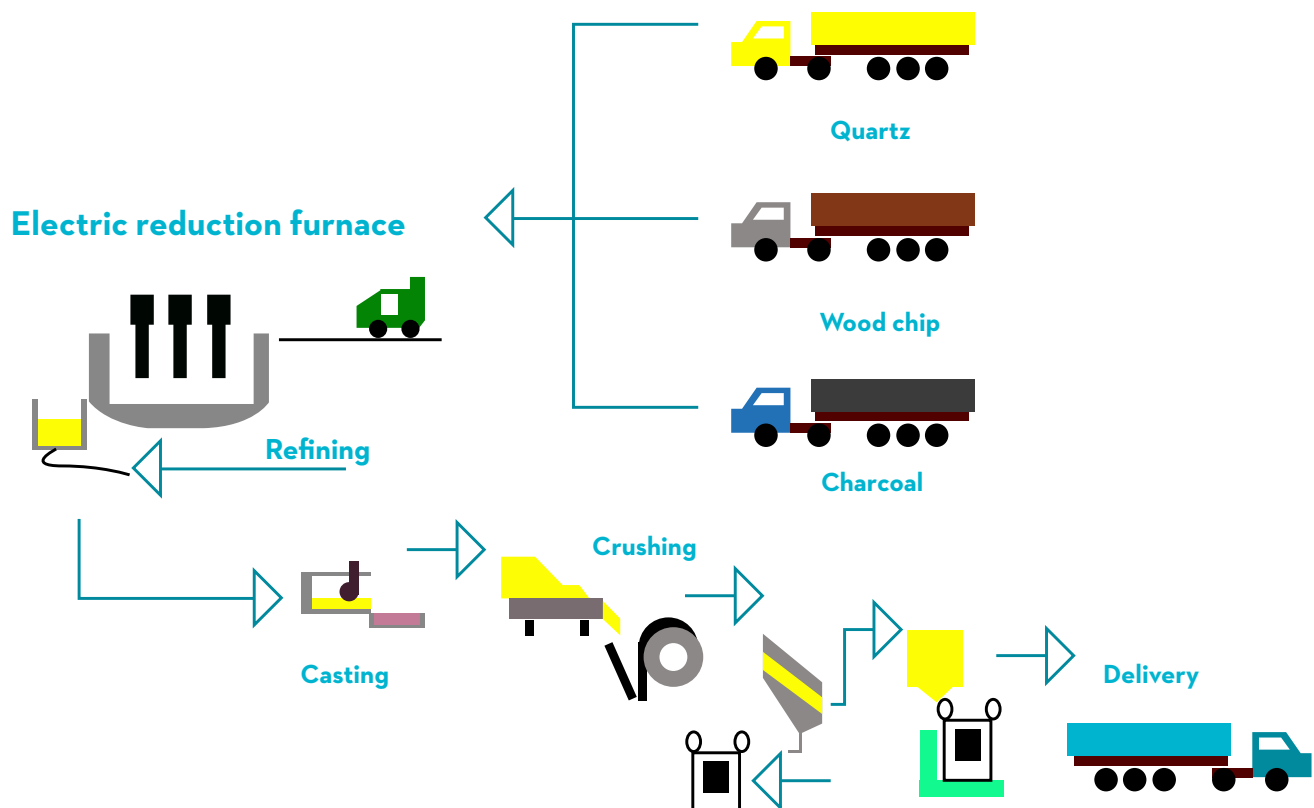 Quartz
Electric reduction furnace
Wood chip
Refining
Charcoal
Crushing
Casting
Delivery